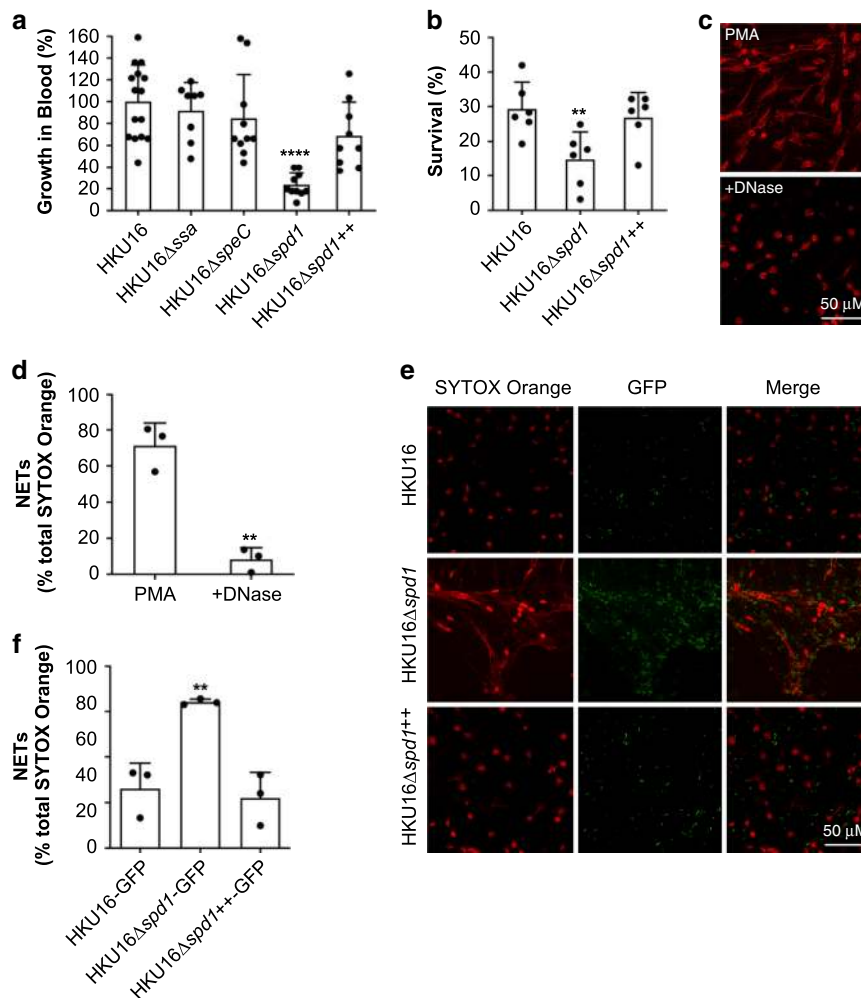 a
Growth in Blood (%)
160
140
120
100
80
60
40
20
0
****
HKU16
HKU16Δssa
HKU16ΔspeC
HKU16Δspd1
HKU16Δspd1++
b
Survival (%)
50
40
30
20
10
0
**
HKU16
HKU16Δspd1
HKU16Δspd1++
c
PMA
+DNase
50 μM
d
NETs
(% total SYTOX Orange)
100
80
60
40
20
0
**
PMA
+DNase
e
SYTOX Orange
GFP
Merge
HKU16
HKU16Δspd1
HKU16Δspd1++
50 μM
f
NETs
(% total SYTOX Orange)
100
80
60
40
20
0
**
HKU16-GFP
HKU16Δspd1-GFP
HKU16Δspd1++-GFP